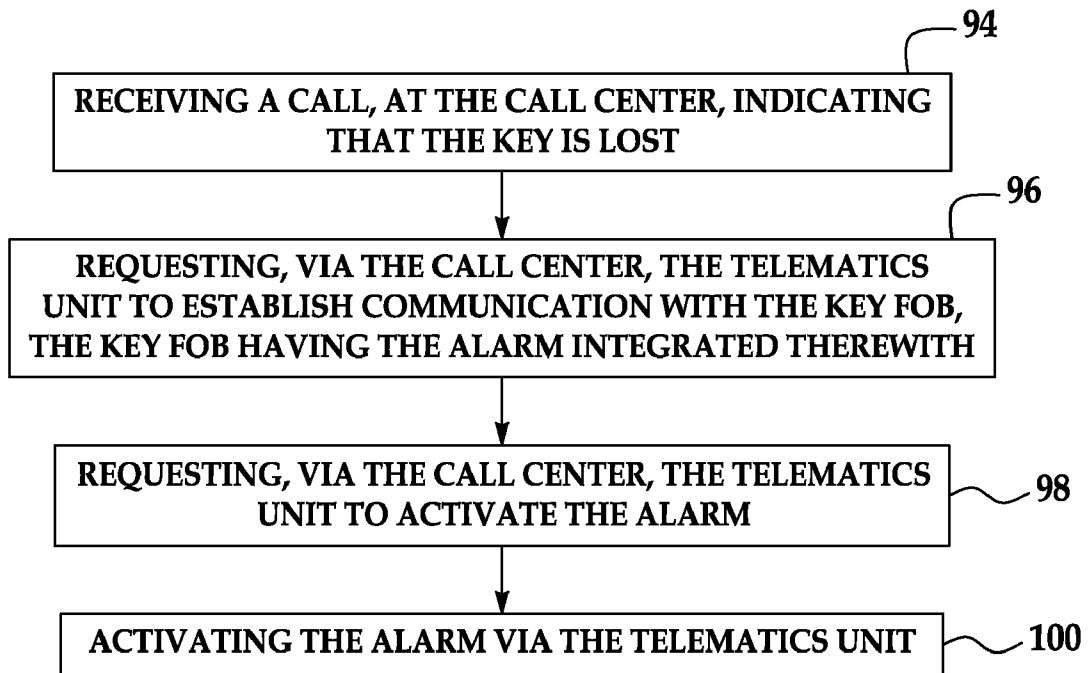 94
RECEIVING A CALL, AT THE CALL CENTER, INDICATING
THAT THE KEY IS LOST
96
REQUESTING, VIA THE CALL CENTER, THE TELEMATICS
UNIT TO ESTABLISH COMMUNICATION WITH THE KEY FOB,
THE KEY FOB HAVING THE ALARM INTEGRATED THEREWITH
REQUESTING, VIA THE CALL CENTER, THE TELEMATICS
UNIT TO ACTIVATE THE ALARM
98
ACTIVATING THE ALARM VIA THE TELEMATICS UNIT
100